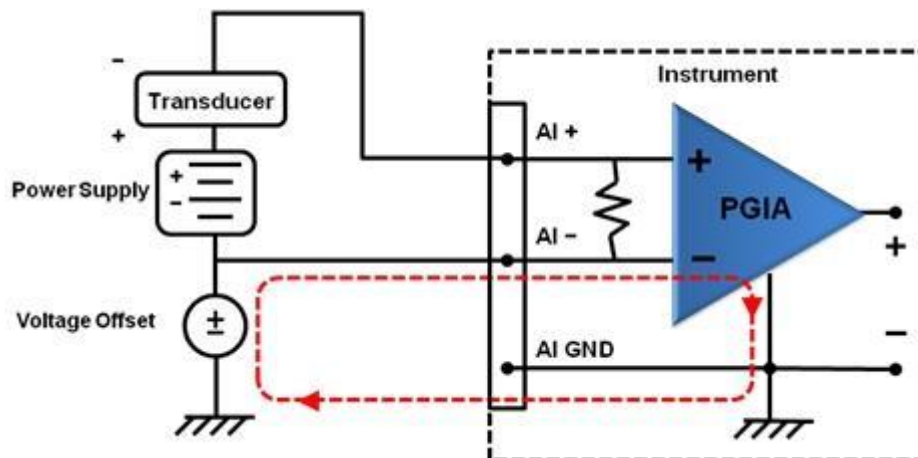 Instrument
Transducer
AI +
Power Supply
PGIA
AI −
Voltage Offset
AI GND